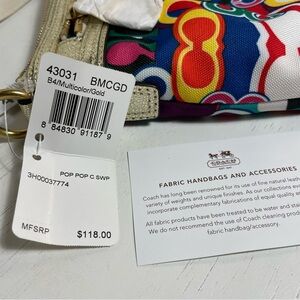 43031 BMCGD
B4/Multicolor/Gold
8 84830 91187 9
POP POP C SWP
3H00037774
MFSRP
$118.00
COACH
FABRIC HANDBAGS AND ACCESSORIES
Coach has long been renowned for its use of fine natural leath
variety of weights and unique finishes. As our collections ev
incorporate complementary fabrications of equal quality an
All fabric products have been treated to be water and stain
We do not recommend the use of Coach cleaning produ
fabric handbag/accessory.